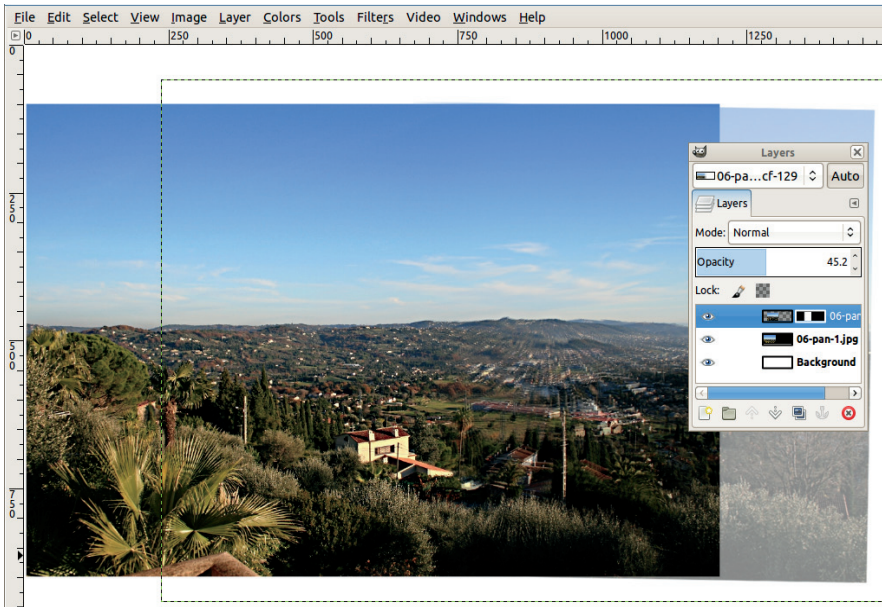 File Edit Select View Image Layer Colors Tools Filters Video Windows Help
0 250 500 750 1000 1250
0
250
500
750
Layers
06-pa...cf-129 Auto
Layers
Mode: Normal
Opacity 45.2
Lock:
06-pan
06-pan-1.jpg
Background